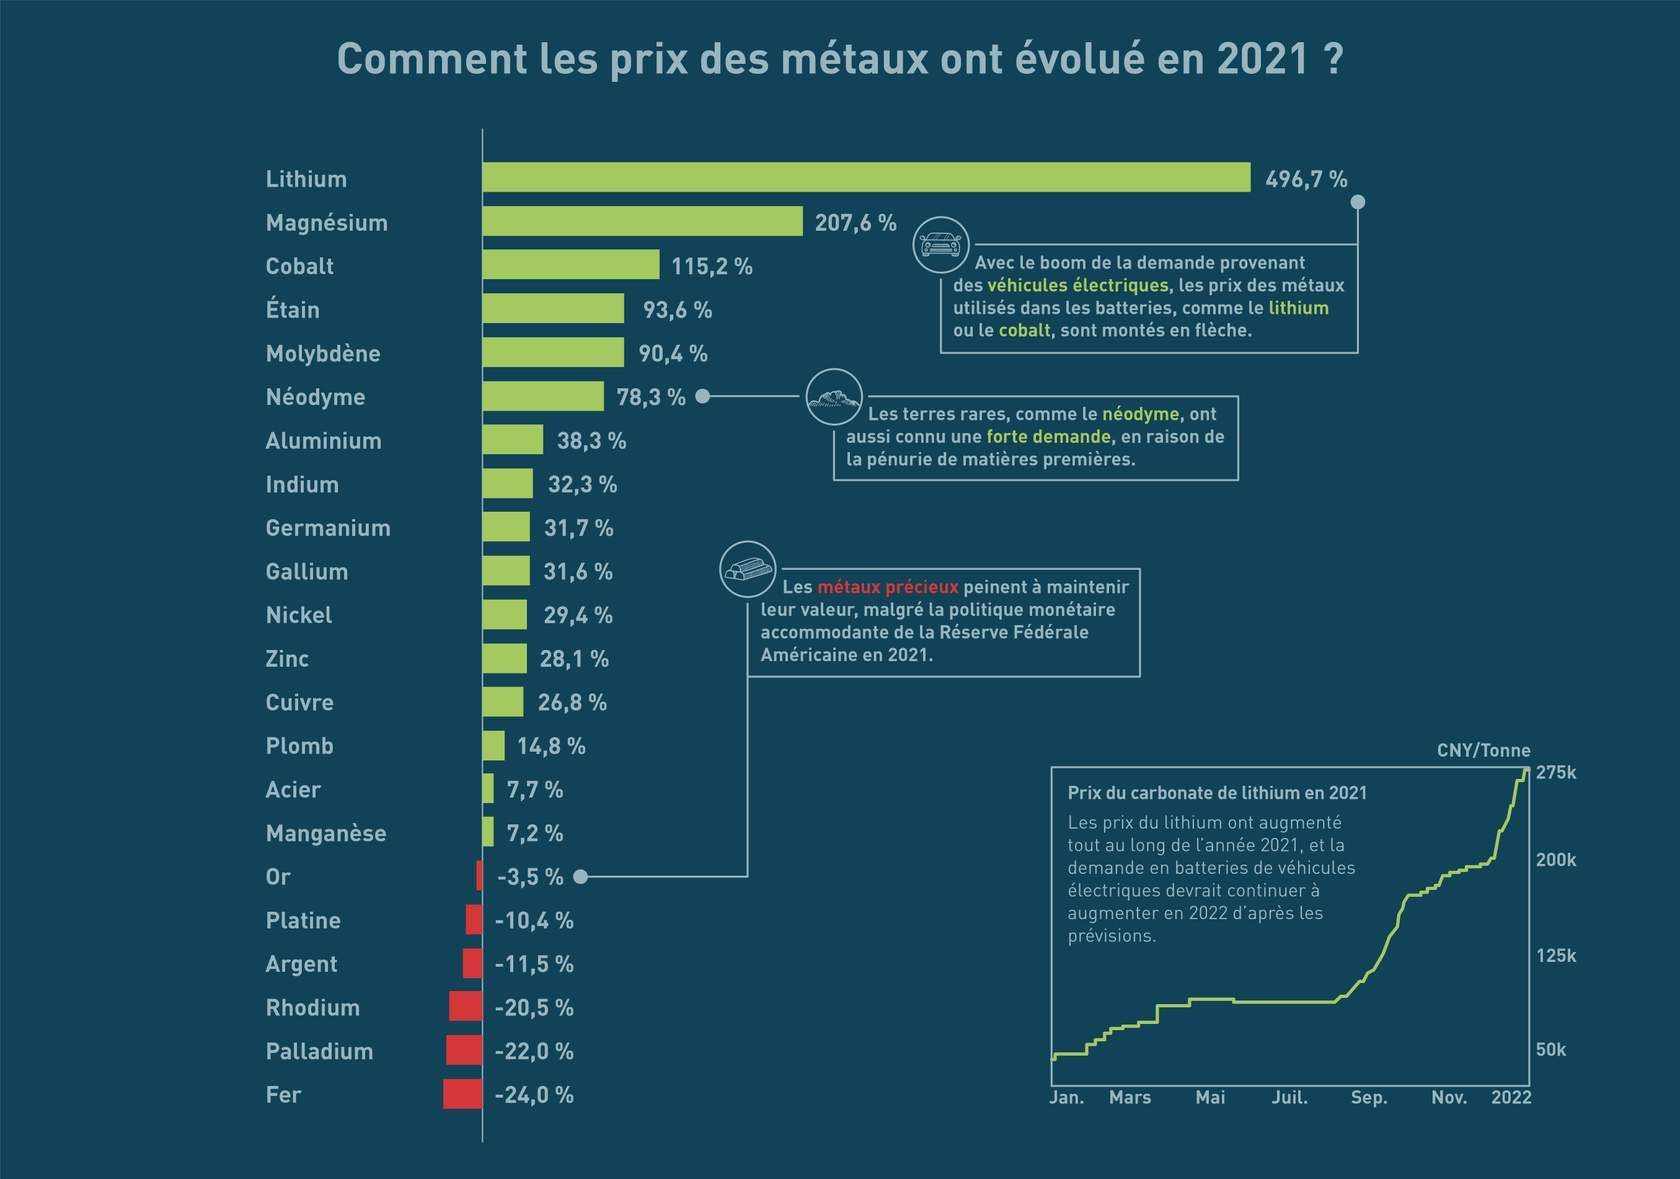 Comment les prix des métaux ont évolué en 2021 ?
Lithium 496,7 %
Magnésium 207,6 %
Cobalt 115,2 %
Étain 93,6 %
Molybdène 90,4 %
Néodyme 78,3 %
Aluminium 38,3 %
Indium 32,3 %
Germanium 31,7 %
Gallium 31,6 %
Nickel 29,4 %
Zinc 28,1 %
Cuivre 26,8 %
Plomb 14,8 %
Acier 7,7 %
Manganèse 7,2 %
Or -3,5 %
Platine -10,4 %
Argent -11,5 %
Rhodium -20,5 %
Palladium -22,0 %
Fer -24,0 %
Avec le boom de la demande provenant
des véhicules électriques, les prix des métaux
utilisés dans les batteries, comme le lithium
ou le cobalt, sont montés en flèche.
Les terres rares, comme le néodyme, ont
aussi connu une forte demande, en raison de
la pénurie de matières premières.
Les métaux précieux peinent à maintenir
leur valeur, malgré la politique monétaire
accommodante de la Réserve Fédérale
Américaine en 2021.
CNY/Tonne
Prix du carbonate de lithium en 2021
Les prix du lithium ont augmenté
tout au long de l'année 2021, et la
demande en batteries de véhicules
électriques devrait continuer à
augmenter en 2022 d'après les
prévisions.
275k
200k
125k
50k
Jan. Mars Mai Juil. Sep. Nov. 2022